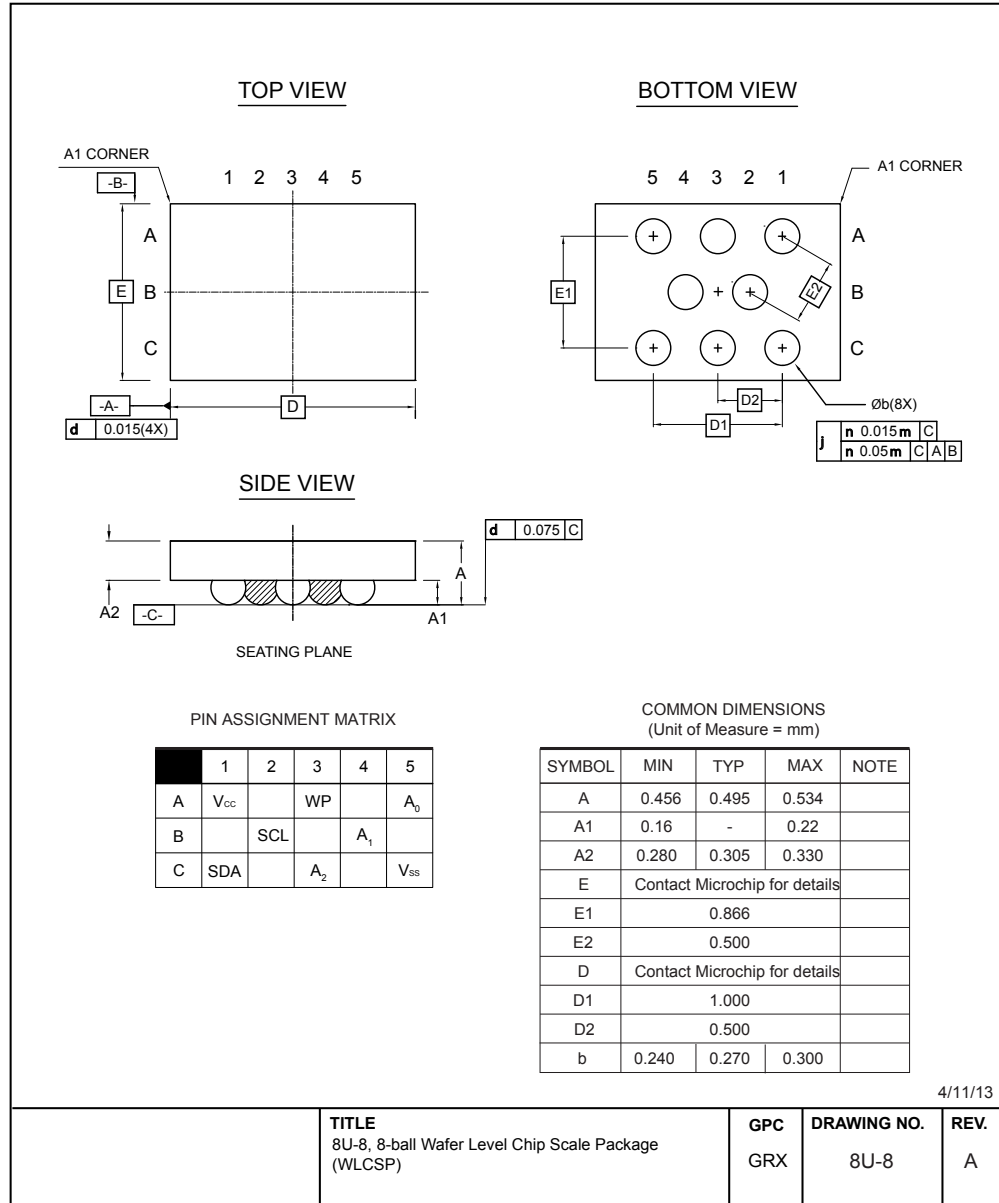 TOP VIEW
BOTTOM VIEW
A1 CORNER
-B-
1 2 3 4 5
A
E B
C
-A-
D
d 0.015(4X)
A1 CORNER
5 4 3 2 1
A
E1
E2
B
C
D2
D1
Øb(8X)
j n 0.015m C
n 0.05m C A B
SIDE VIEW
d 0.075 C
A
A2
-C-
A1
SEATING PLANE
PIN ASSIGNMENT MATRIX
1 2 3 4 5
A Vcc WP A0
B SCL A1
C SDA A2 Vss
COMMON DIMENSIONS
(Unit of Measure = mm)
SYMBOL MIN TYP MAX NOTE
A 0.456 0.495 0.534
A1 0.16 - 0.22
A2 0.280 0.305 0.330
E Contact Microchip for details
E1 0.866
E2 0.500
D Contact Microchip for details
D1 1.000
D2 0.500
b 0.240 0.270 0.300
4/11/13
TITLE
8U-8, 8-ball Wafer Level Chip Scale Package
(WLCSP)
GPC
GRX
DRAWING NO.
8U-8
REV.
A